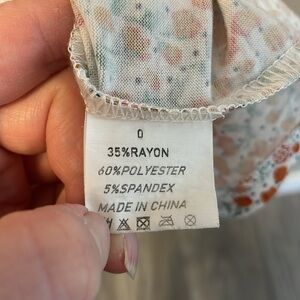 0
35%RAYON
60%POLYESTER
5%SPANDEX
MADE IN CHINA